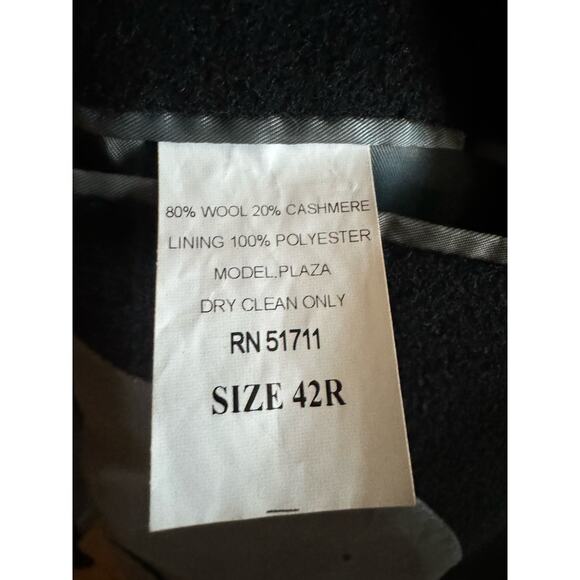 80% WOOL 20% CASHMERE
LINING 100% POLYESTER
MODEL.PLAZA
DRY CLEAN ONLY
RN 51711
SIZE 42R